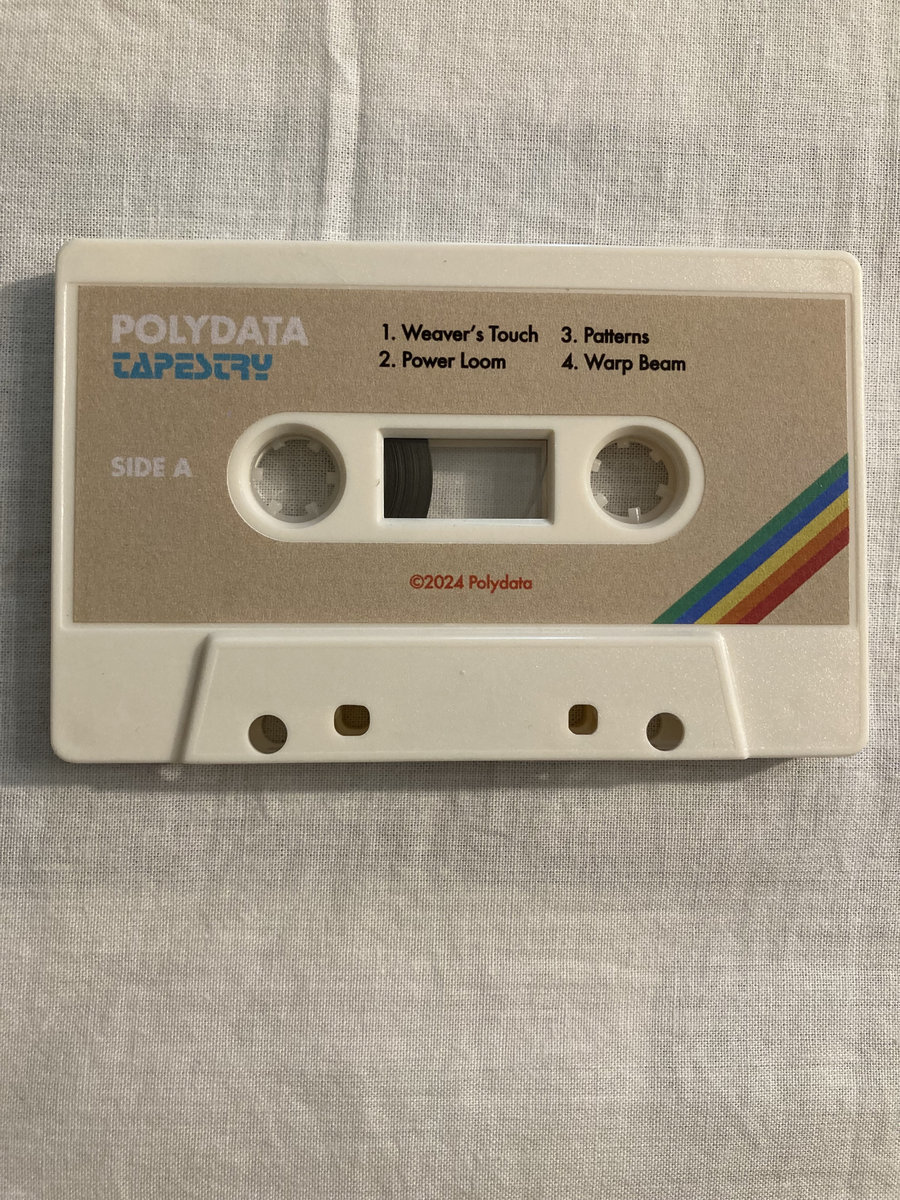 POLYDATA
TAPESTRY
SIDE A
1. Weaver's Touch
2. Power Loom
3. Patterns
4. Warp Beam
©2024 Polydata